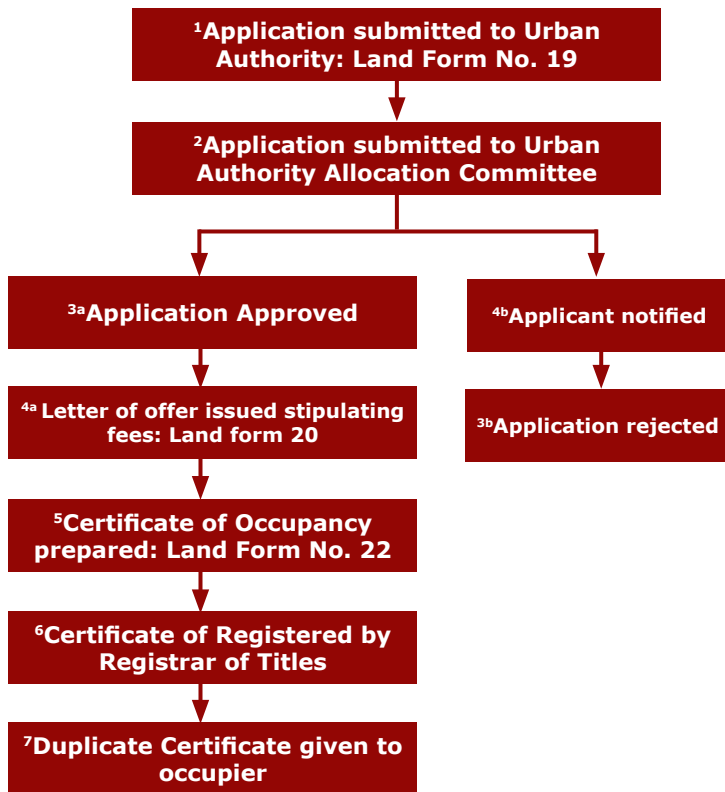 1Application submitted to Urban
Authority: Land Form No. 19
2Application submitted to Urban
Authority Allocation Committee
3aApplication Approved
4bApplicant notified
4a Letter of offer issued stipulating
fees: Land form 20
3bApplication rejected
5Certificate of Occupancy
prepared: Land Form No. 22
6Certificate of Registered by
Registrar of Titles
7Duplicate Certificate given to
occupier